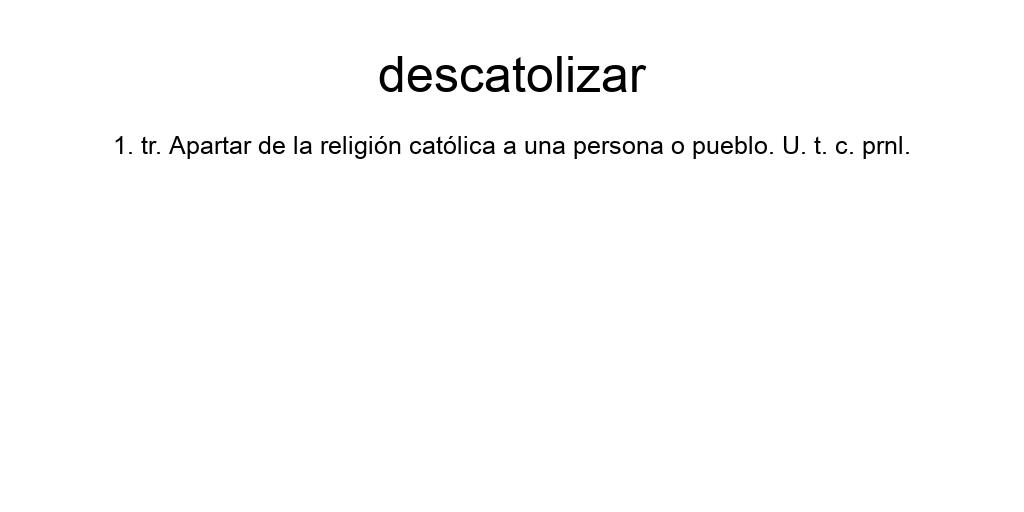 descatolizar
1. tr. Apartar de la religión católica a una persona o pueblo. U. t. c. prnl.